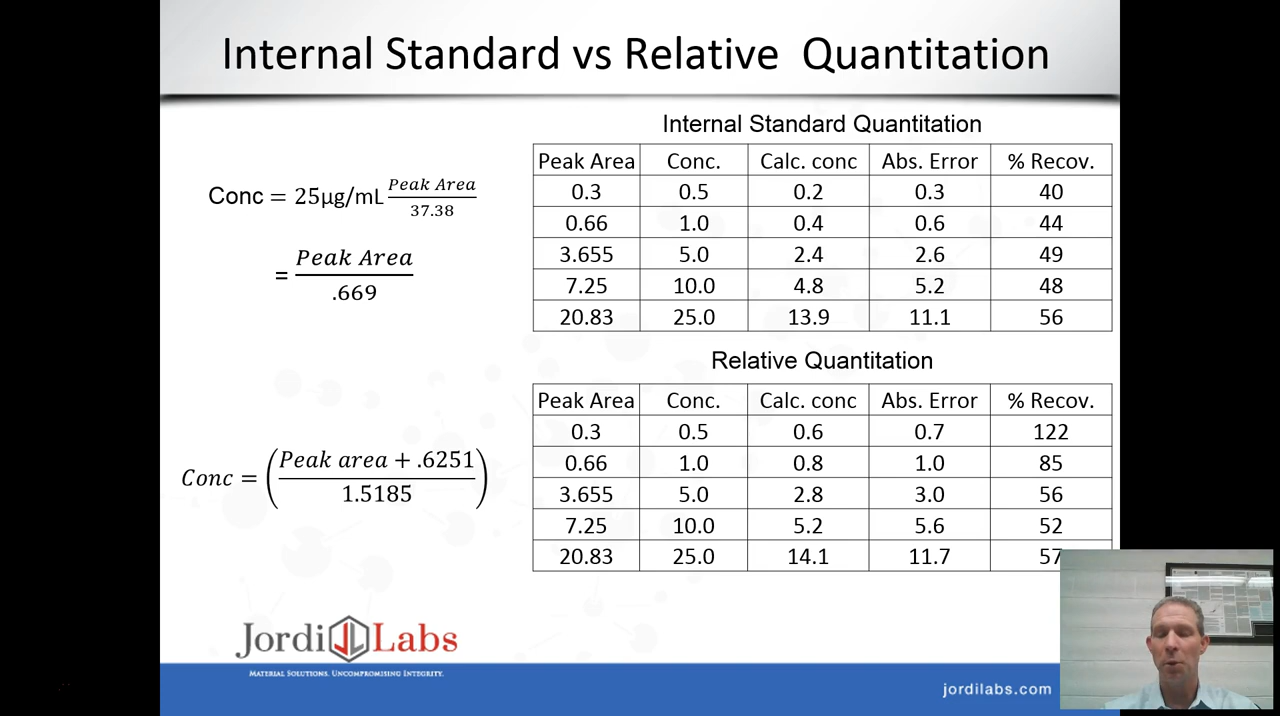 Internal Standard vs Relative Quantitation
Internal Standard Quantitation
Conc = 25µg/mL Peak Area / 37.38
= Peak Area / .669
Peak Area Conc. Calc. conc Abs. Error % Recov.
0.3 0.5 0.2 0.3 40
0.66 1.0 0.4 0.6 44
3.655 5.0 2.4 2.6 49
7.25 10.0 4.8 5.2 48
20.83 25.0 13.9 11.1 56
Relative Quantitation
Conc = (Peak area + .6251 / 1.5185)
Peak Area Conc. Calc. conc Abs. Error % Recov.
0.3 0.5 0.6 0.7 122
0.66 1.0 0.8 1.0 85
3.655 5.0 2.8 3.0 56
7.25 10.0 5.2 5.6 52
20.83 25.0 14.1 11.7 57
Jordi JL Labs
MATERIAL SOLUTIONS. UNCOMPROMISING INTEGRITY.
jordilabs.com